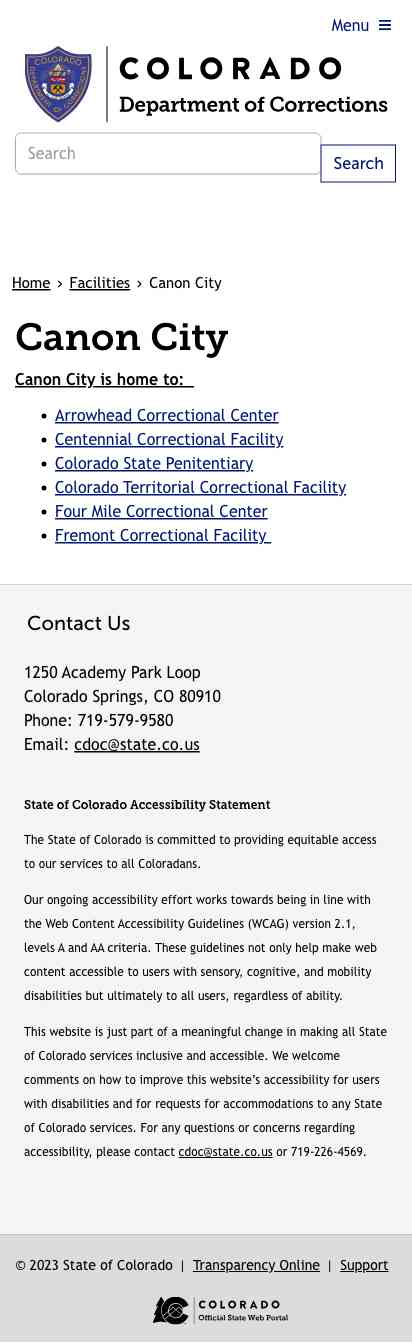 Menu
COLORADO
COLORADO
Department of Corrections
Search
Search
Home › Facilities › Canon City
Canon City
Canon City is home to:
• Arrowhead Correctional Center
• Centennial Correctional Facility
• Colorado State Penitentiary
• Colorado Territorial Correctional Facility
• Four Mile Correctional Center
• Fremont Correctional Facility
Contact Us
1250 Academy Park Loop
Colorado Springs, CO 80910
Phone: 719-579-9580
Email: cdoc@state.co.us
State of Colorado Accessibility Statement
The State of Colorado is committed to providing equitable access
to our services to all Coloradans.
Our ongoing accessibility effort works towards being in line with
the Web Content Accessibility Guidelines (WCAG) version 2.1,
levels A and AA criteria. These guidelines not only help make web
content accessible to users with sensory, cognitive, and mobility
disabilities but ultimately to all users, regardless of ability.
This website is just part of a meaningful change in making all State
of Colorado services inclusive and accessible. We welcome
comments on how to improve this website’s accessibility for users
with disabilities and for requests for accommodations to any State
of Colorado services. For any questions or concerns regarding
accessibility, please contact cdoc@state.co.us or 719-226-4569.
© 2023 State of Colorado | Transparency Online | Support
COLORADO
Official State Web Portal